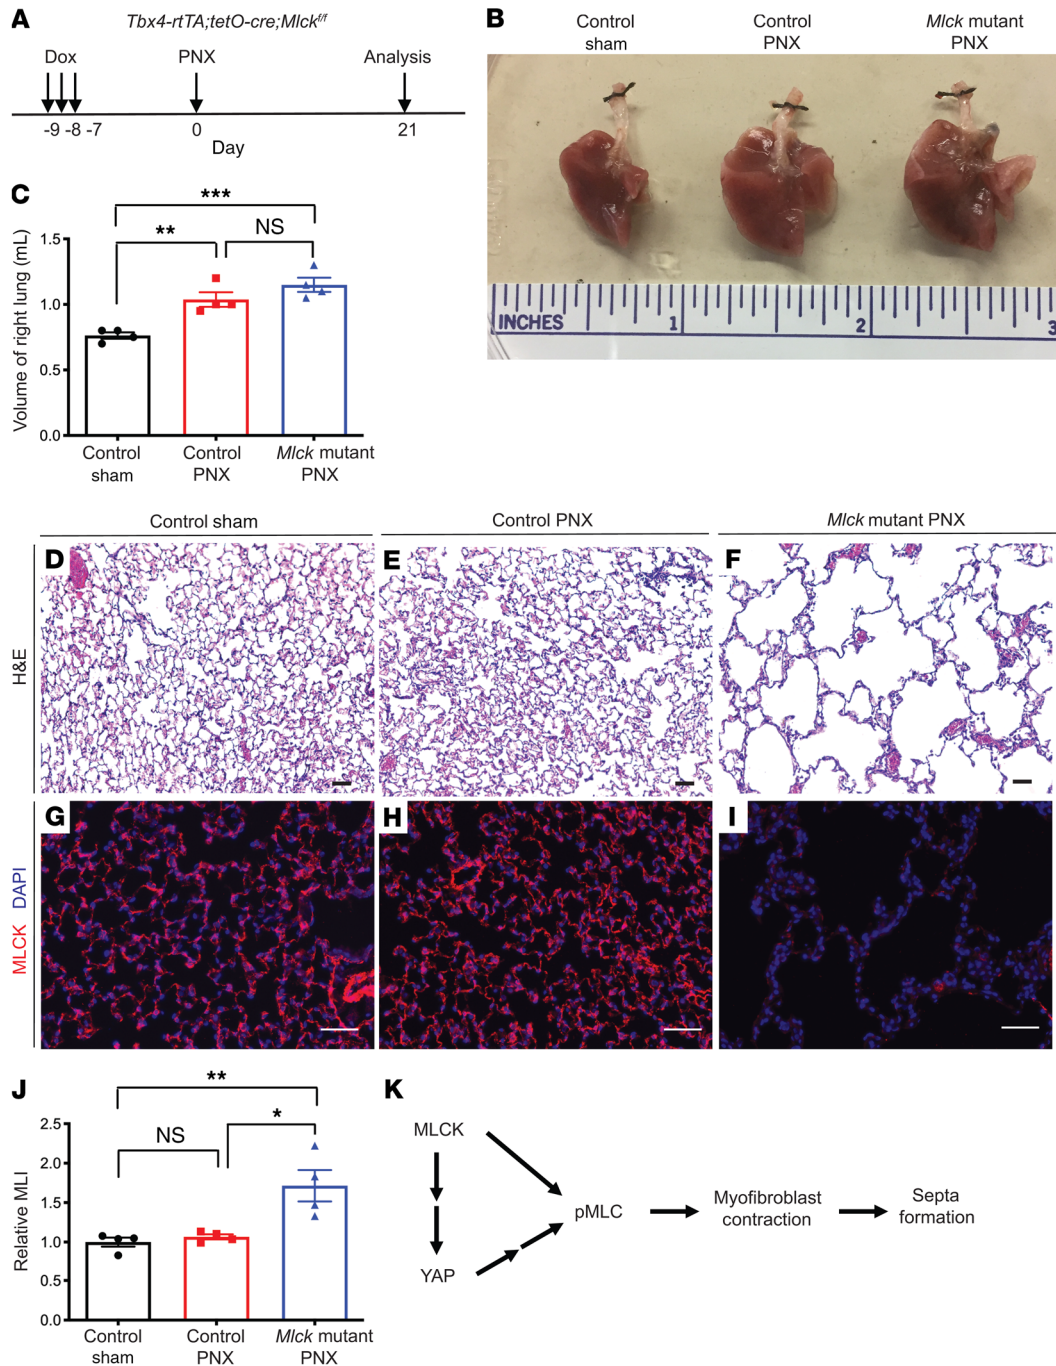 A
Tbx4-rtTA;tetO-cre;Mlck^f/f
Dox
PNX
Analysis
-9 -8 -7
0
21
Day
B
Control
sham
Control
PNX
Mlck mutant
PNX
INCHES
1
2
3
C
***
**
NS
Volume of right lung (mL)
1.5
1.0
0.5
0.0
Control
sham
Control
PNX
Mlck mutant
PNX
Control sham
Control PNX
Mlck mutant PNX
H&E
D
E
F
MLCK DAPI
G
H
I
J
**
*
NS
Relative MLI
2.5
2.0
1.5
1.0
0.5
0.0
Control
sham
Control
PNX
Mlck mutant
PNX
K
MLCK
pMLC
YAP
Myofibroblast
contraction
Septa
formation